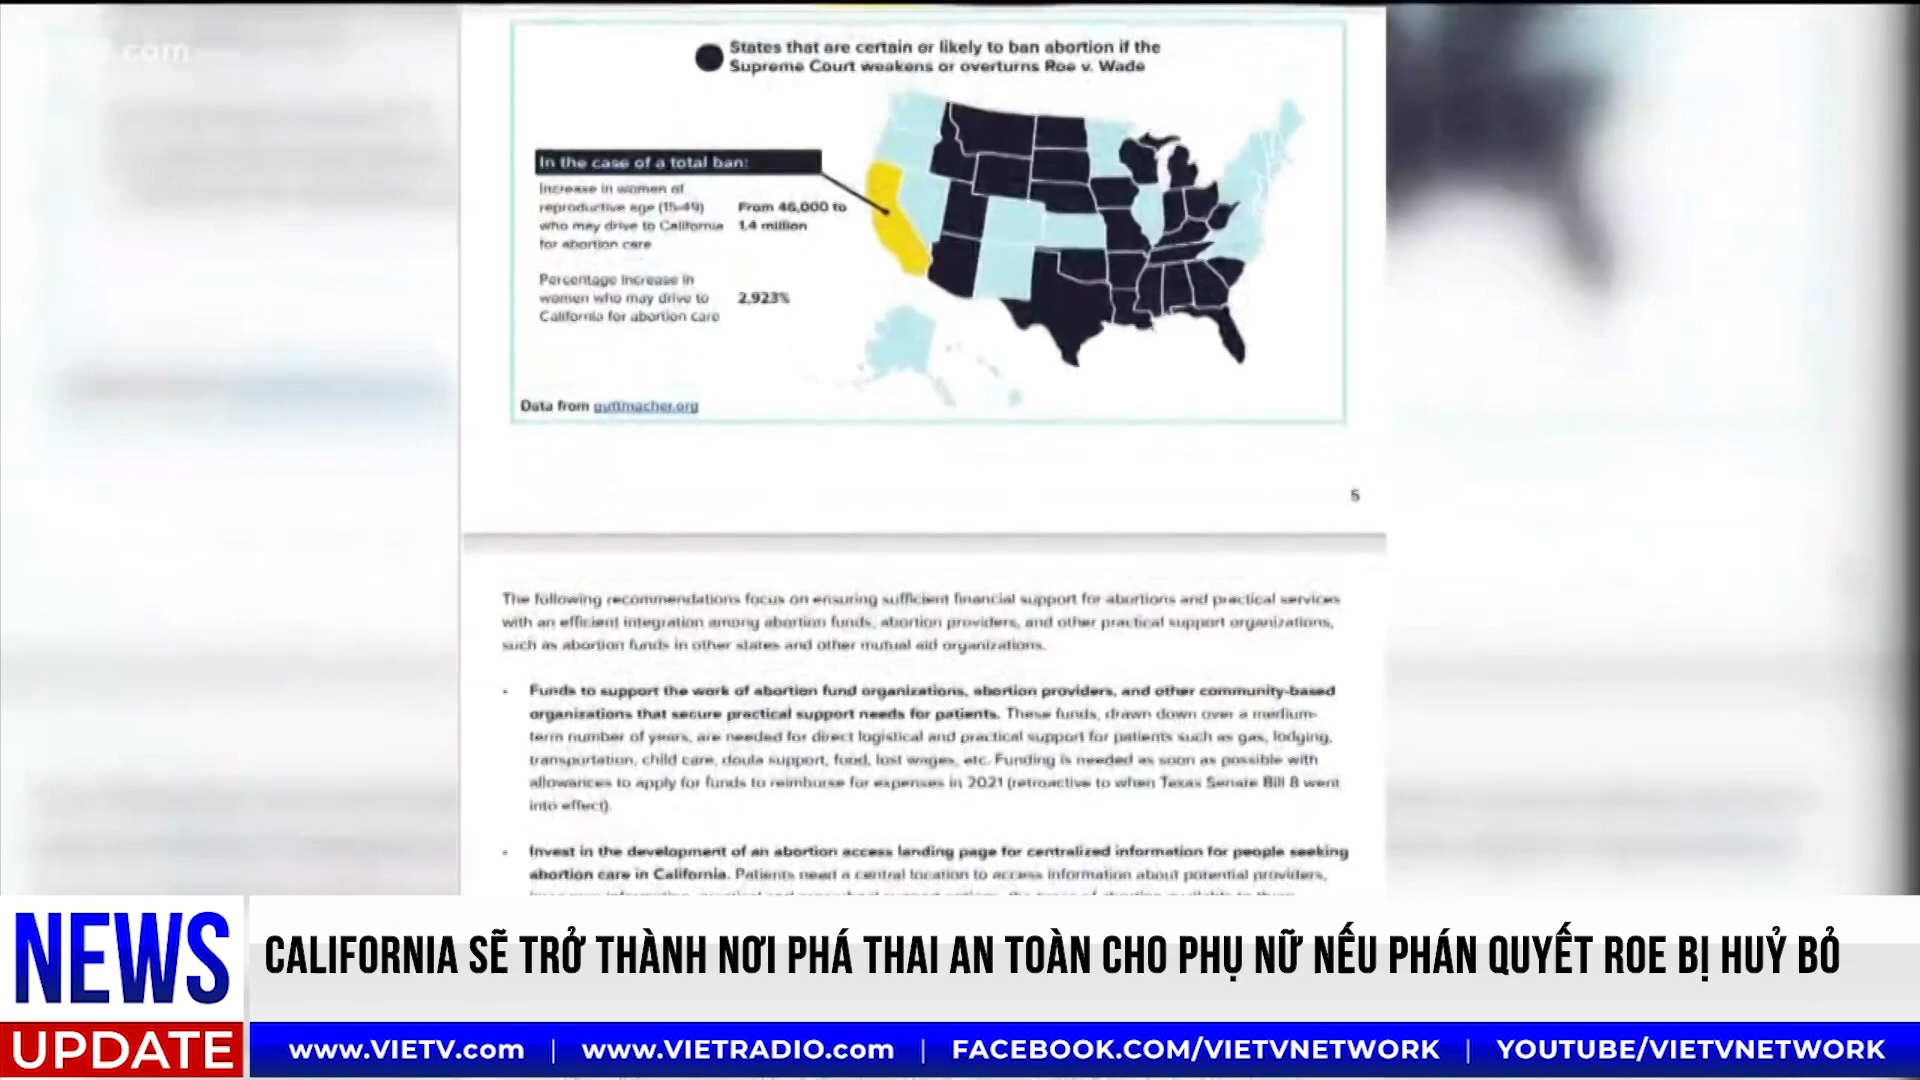 .com
States that are certain or likely to ban abortion if the
Supreme Court weakens or overturns Roe v. Wade
In the case of a total ban:
Increase in women of
reproductive age (15-49)
who may drive to California
for abortion care
From 46,000 to
1.4 million
Percentage increase in
women who may drive to
California for abortion care
2,923%
Data from guttmacher.org
5
The following recommendations focus on ensuring sufficient financial support for abortions and practical services
with an efficient integration among abortion funds, abortion providers, and other practical support organizations,
such as abortion funds in other states and other mutual aid organizations.
- Funds to support the work of abortion fund organizations, abortion providers, and other community-based
organizations that secure practical support needs for patients. These funds, drawn down over a medium-
term number of years, are needed for direct logistical and practical support for patients such as gas, lodging,
transportation, child care, doula support, food, lost wages, etc. Funding is needed as soon as possible with
allowances to apply for funds to reimburse for expenses in 2021 (retroactive to when Texas Senate Bill 8 went
into effect).
- Invest in the development of an abortion access landing page for centralized information for people seeking
abortion care in California. Patients need a central location to access information about potential providers,
NEWS
UPDATE
CALIFORNIA SẼ TRỞ THÀNH NƠI PHÁ THAI AN TOÀN CHO PHỤ NỮ NẾU PHÁN QUYẾT ROE BỊ HUỶ BỎ
www.VIETV.com | www.VIETRADIO.com | FACEBOOK.COM/VIETVNETWORK | YOUTUBE/VIETVNETWORK